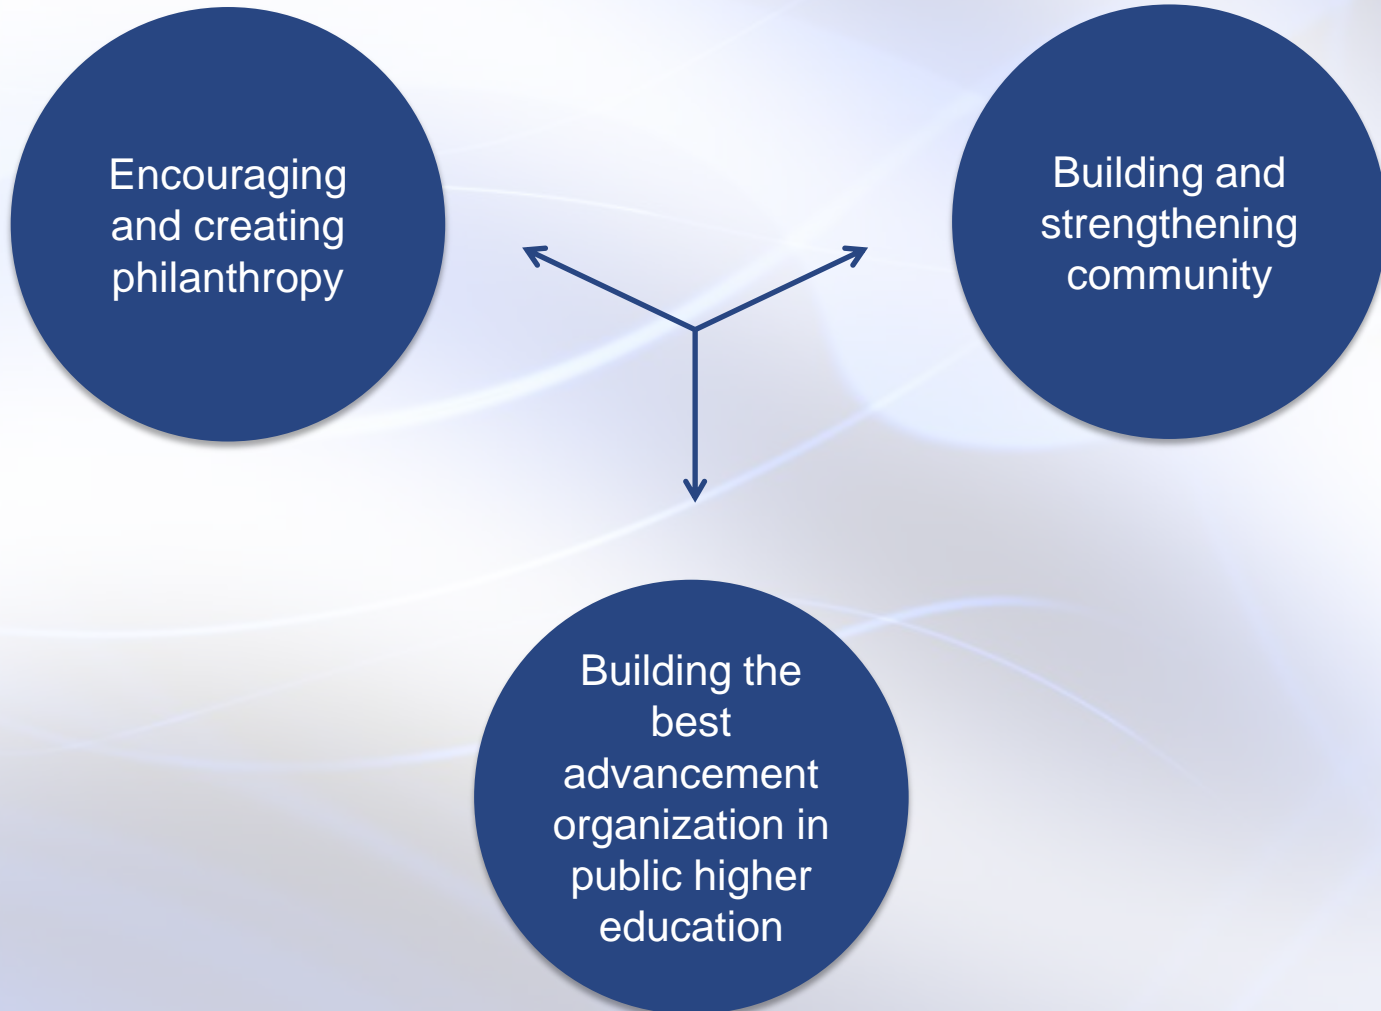 Encouraging
and creating
philanthropy
Building and
strengthening
community
Building the
best
advancement
organization in
public higher
education